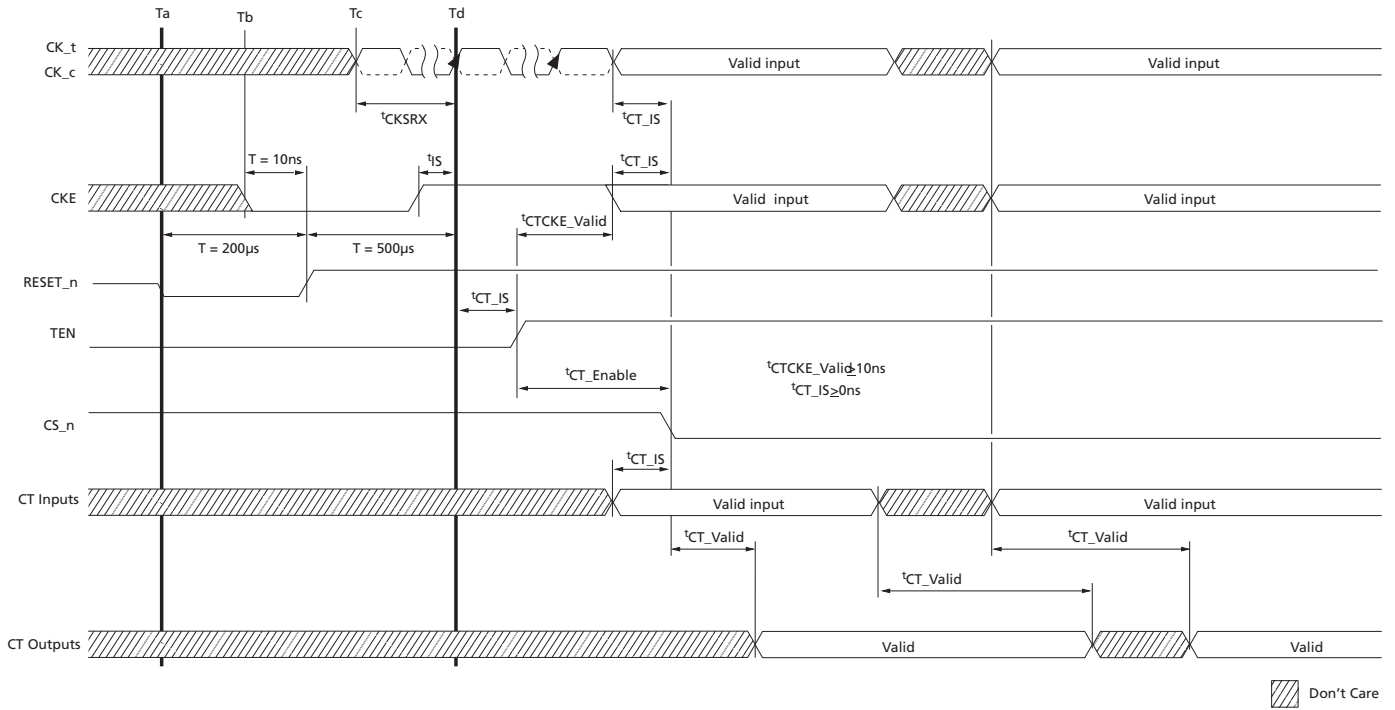 Ta Tb Tc Td
CK_t
CK_c
Valid input Valid input
tCKSRX tCT_IS
T = 10ns tIS tCT_IS
CKE Valid input Valid input
tCTCKE_Valid
T = 200µs T = 500µs
RESET_n
tCT_IS
TEN
tCT_Enable tCTCKE_Valid≥10ns
tCT_IS≥0ns
CS_n
tCT_IS
CT Inputs Valid input Valid input
tCT_Valid tCT_Valid
tCT_Valid
CT Outputs Valid Valid
Don't Care